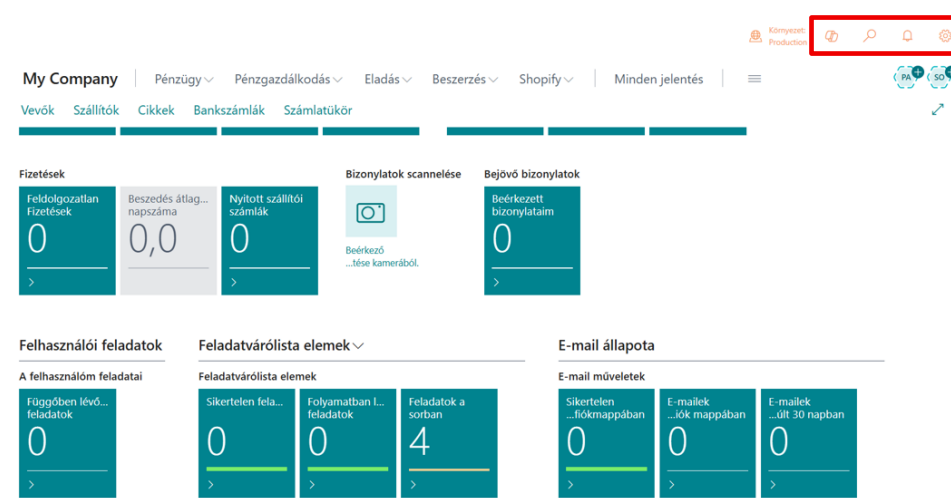 Környezet:
Production
My Company Pénzügy Pénzgazdálkodás Eladás Beszerzés Shopify Minden jelentés
PA SO
Vevők Szállítók Cikkek Bankszámlák Számlatükör
Fizetések
Feldolgozatlan
Fizetések
0
Beszedés átlag...
napszáma
0,0
Nyitott szállítói
számlák
0
Bizonylatok scannelése
Beérkező
...tése kamerából.
Bejövő bizonylatok
Beérkezett
bizonylataim
0
Felhasználói feladatok
A felhasználóm feladatai
Függőben lévő...
feladatok
0
Feladatvárólista elemek
Feladatvárólista elemek
Sikertelen fela...
0
Folyamatban l...
feladatok
0
Feladatok a
sorban
4
E-mail állapota
E-mail műveletek
Sikertelen
...fiókmappában
0
E-mailek
...iók mappában
0
E-mailek
...últ 30 napban
0